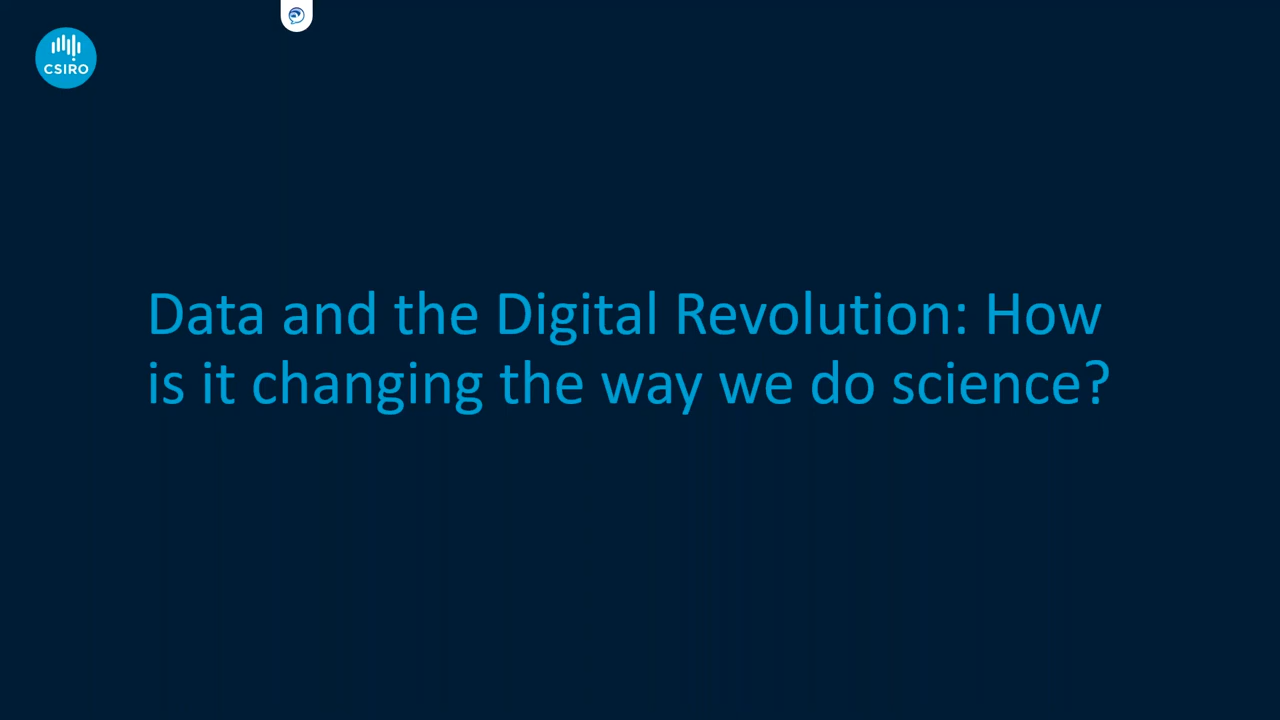 CSIRO
Data and the Digital Revolution: How
is it changing the way we do science?